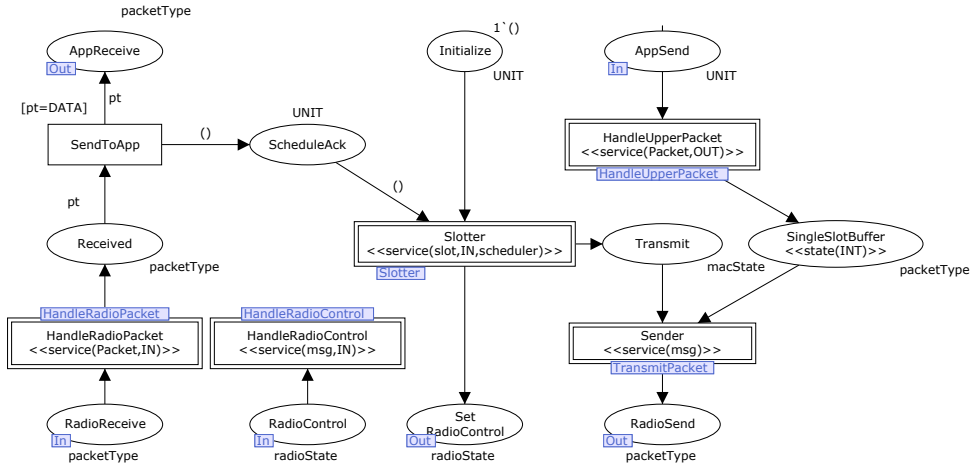 packetType
AppReceive
Out
pt
[pt=DATA]
SendToApp
()
UNIT
ScheduleAck
()
pt
Received
packetType
HandleRadioPacket
HandleRadioPacket
<<service(Packet,IN)>>
RadioReceive
In
packetType
HandleRadioControl
HandleRadioControl
<<service(msg,IN)>>
RadioControl
In
radioState
1`()
Initialize
UNIT
Slotter
<<service(slot,IN,scheduler)>>
Slotter
Set
RadioControl
Out
radioState
AppSend
In
UNIT
HandleUpperPacket
<<service(Packet,OUT)>>
HandleUpperPacket
Transmit
macState
SingleSlotBuffer
<<state(INT)>>
packetType
Sender
<<service(msg)>>
TransmitPacket
RadioSend
Out
packetType